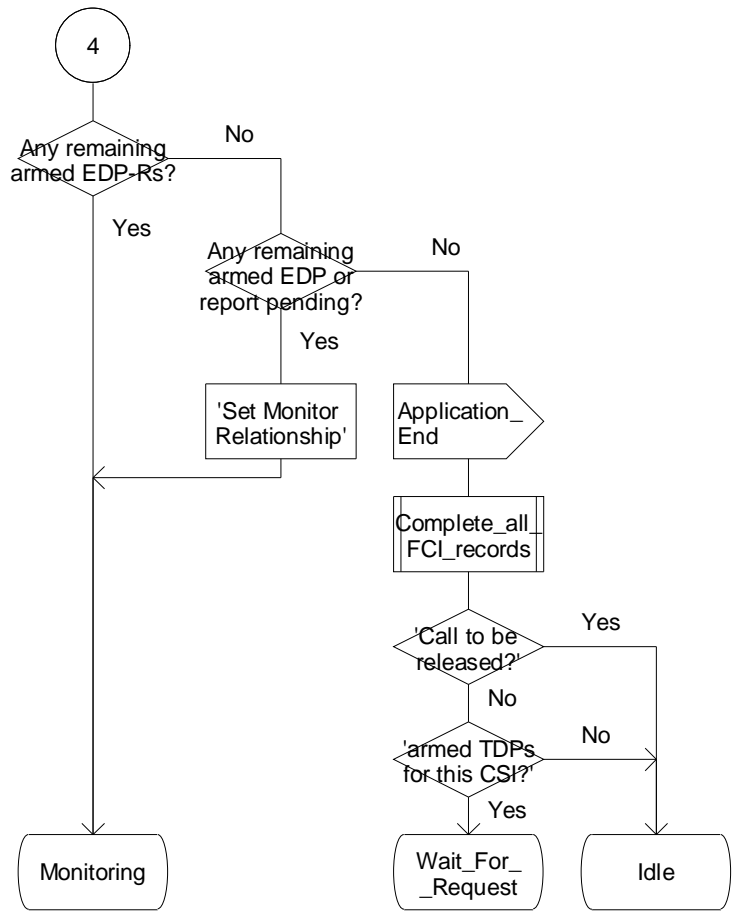 4
Any remaining
armed EDP-Rs?
No
Yes
Any remaining
armed EDP or
report pending?
No
Yes
'Set Monitor
Relationship'
Application_
End
Complete_all_
FCI_records
'Call to be
released?'
Yes
No
'armed TDPs
for this CSI?'
No
Yes
Monitoring
Wait_For_
_Request
Idle